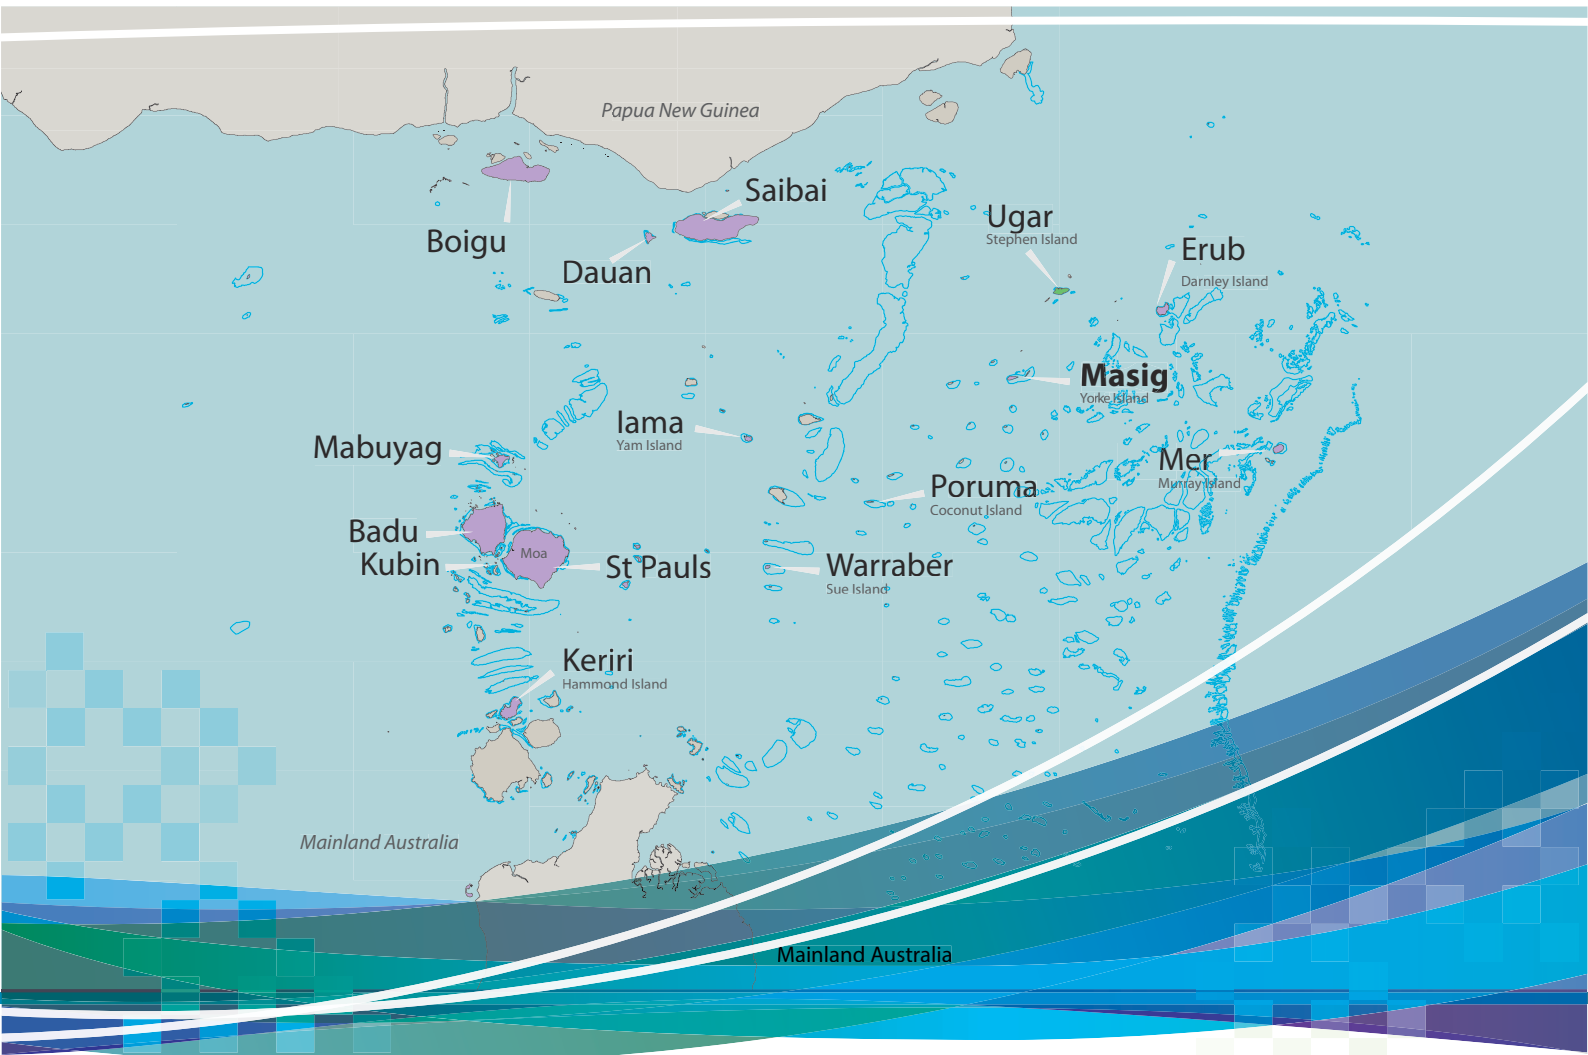 Papua New Guinea
Saibai
Boigu
Dauan
Ugar
Stephen Island
Erub
Darnley Island
Masig
Yorke Island
Iama
Yam Island
Mabuyag
Mer
Murray Island
Poruma
Coconut Island
Badu
Kubin
Moa
St Pauls
Warraber
Sue Island
Keriri
Hammond Island
Mainland Australia
Mainland Australia